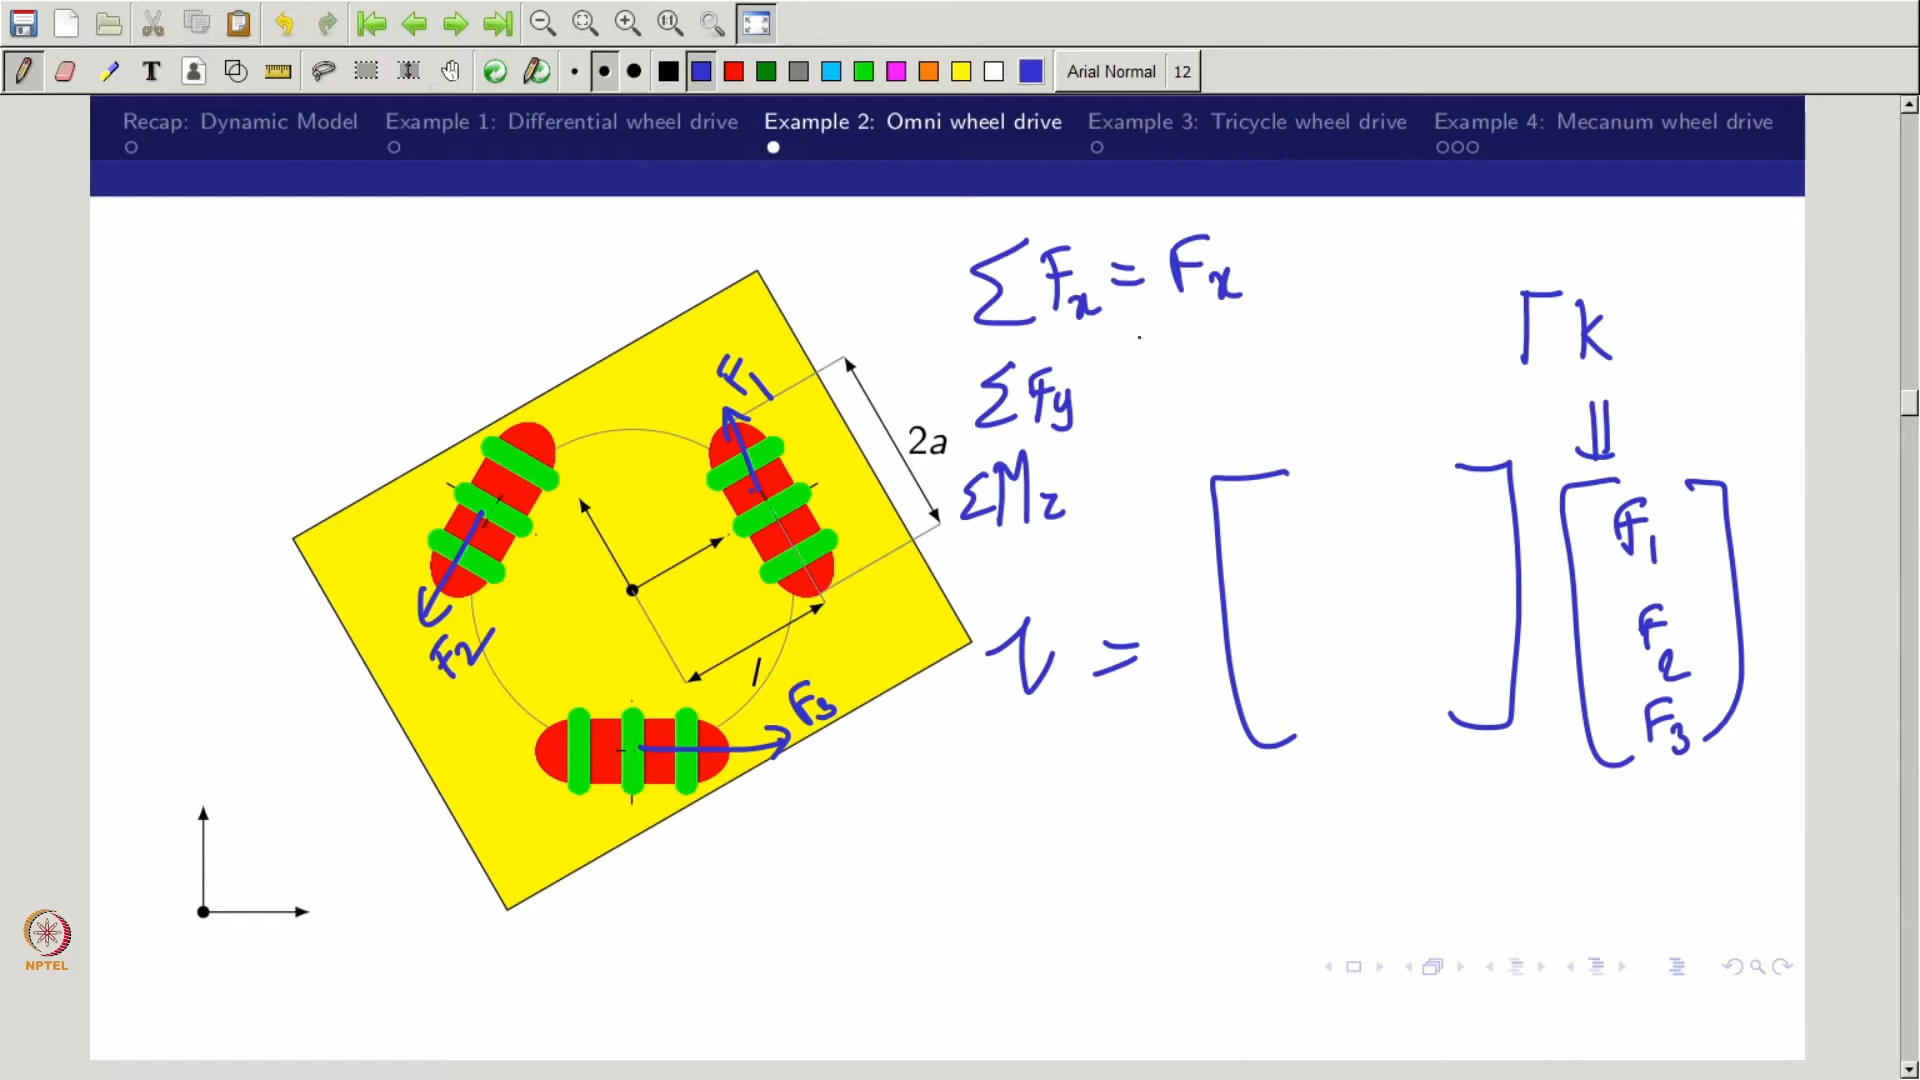 Arial Normal 12
Recap: Dynamic Model Example 1: Differential wheel drive Example 2: Omni wheel drive Example 3: Tricycle wheel drive Example 4: Mecanum wheel drive
ΣFx = Fx
Γk
ΣFy
ΣMz
F1
2a
F2
l
F3
=
F1
F2
F3
NPTEL